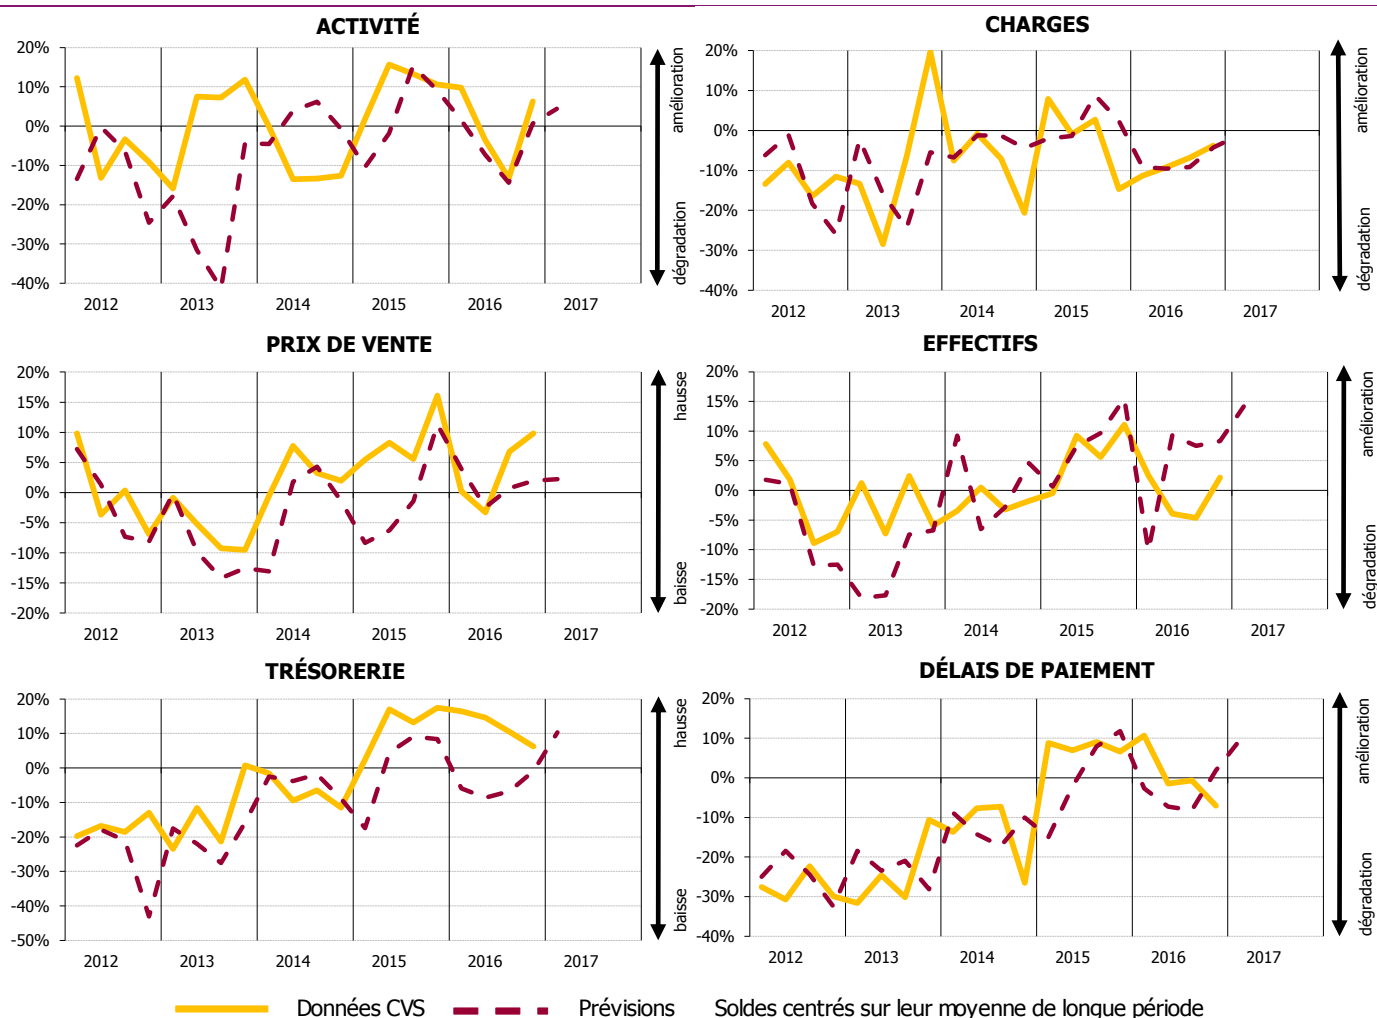 ACTIVITÉ
20%
10%
0%
-10%
-20%
-30%
-40%
2012 2013 2014 2015 2016 2017
amélioration
dégradation
CHARGES
20%
10%
0%
-10%
-20%
-30%
-40%
2012 2013 2014 2015 2016 2017
amélioration
dégradation
PRIX DE VENTE
20%
15%
10%
5%
0%
-5%
-10%
-15%
-20%
2012 2013 2014 2015 2016 2017
hausse
baisse
EFFECTIFS
20%
15%
10%
5%
0%
-5%
-10%
-15%
-20%
2012 2013 2014 2015 2016 2017
amélioration
dégradation
TRÉSORERIE
20%
10%
0%
-10%
-20%
-30%
-40%
-50%
2012 2013 2014 2015 2016 2017
hausse
baisse
DÉLAIS DE PAIEMENT
20%
10%
0%
-10%
-20%
-30%
-40%
2012 2013 2014 2015 2016 2017
amélioration
dégradation
Données CVS Prévisions Soldes centrés sur leur moyenne de longue période